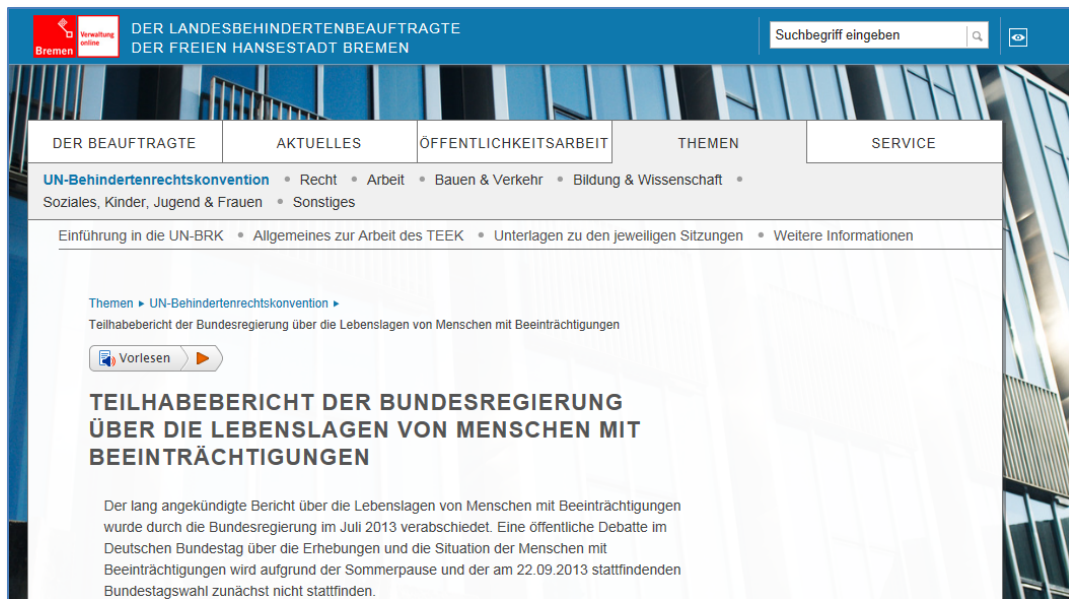 Bremen
Verwaltung
online
DER LANDESBEHINDERTENBEAUFTRAGTE
DER FREIEN HANSESTADT BREMEN
Suchbegriff eingeben
DER BEAUFTRAGTE
AKTUELLES
ÖFFENTLICHKEITSARBEIT
THEMEN
SERVICE
UN-Behindertenrechtskonvention • Recht • Arbeit • Bauen & Verkehr • Bildung & Wissenschaft •
Soziales, Kinder, Jugend & Frauen • Sonstiges
Einführung in die UN-BRK • Allgemeines zur Arbeit des TEEK • Unterlagen zu den jeweiligen Sitzungen • Weitere Informationen
Themen ▸ UN-Behindertenrechtskonvention ▸
Teilhabebericht der Bundesregierung über die Lebenslagen von Menschen mit Beeinträchtigungen
Vorlesen
TEILHABEBERICHT DER BUNDESREGIERUNG
ÜBER DIE LEBENSLAGEN VON MENSCHEN MIT
BEEINTRÄCHTIGUNGEN
Der lang angekündigte Bericht über die Lebenslagen von Menschen mit Beeinträchtigungen
wurde durch die Bundesregierung im Juli 2013 verabschiedet. Eine öffentliche Debatte im
Deutschen Bundestag über die Erhebungen und die Situation der Menschen mit
Beeinträchtigungen wird aufgrund der Sommerpause und der am 22.09.2013 stattfindenden
Bundestagswahl zunächst nicht stattfinden.